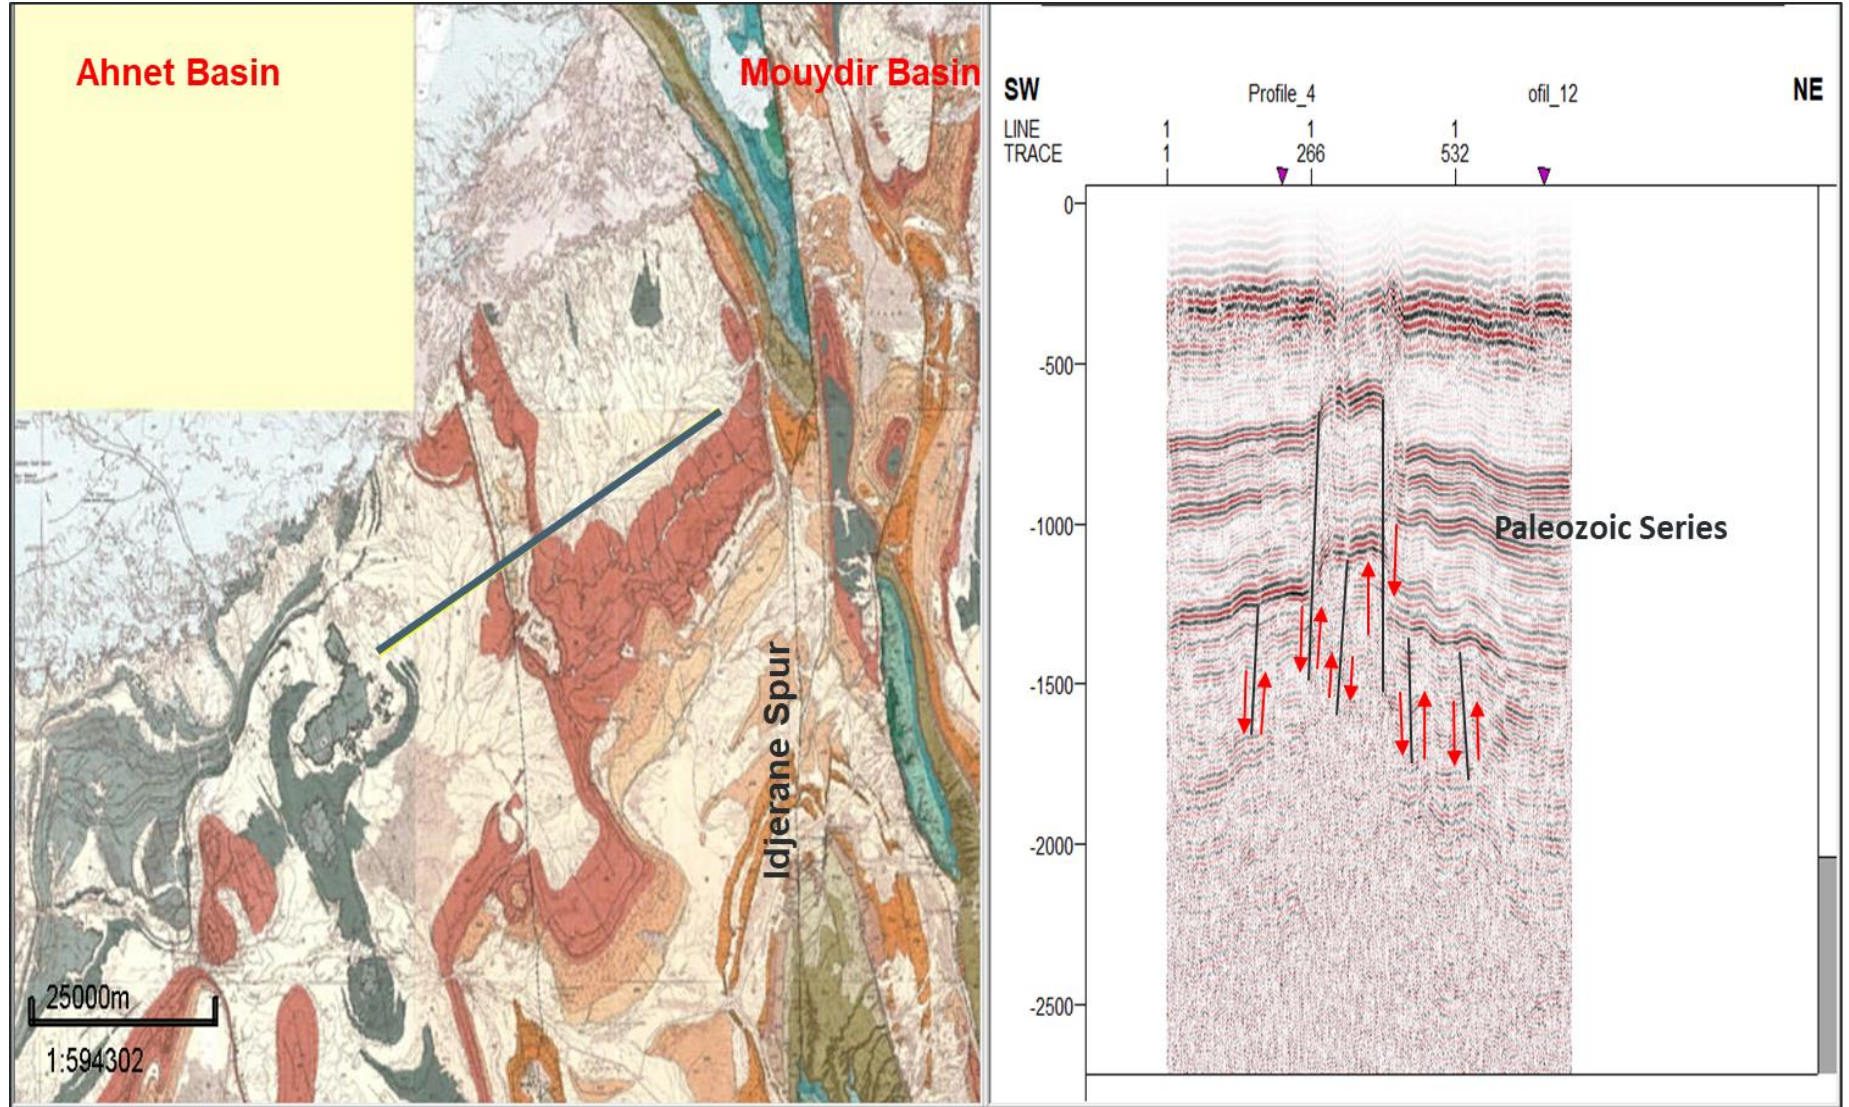 Ahnet Basin
Mouydir Basin
Idjerane Spur
25000m
1:594302
SW
Profile_4
ofil_12
NE
LINE 1 1 1
TRACE 1 266 532
0
-500
-1000
-1500
-2000
-2500
Paleozoic Series